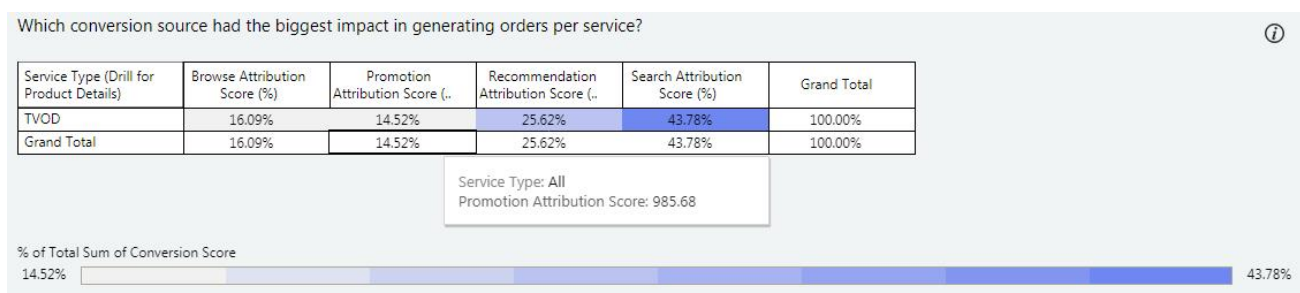 Which conversion source had the biggest impact in generating orders per service?
Service Type (Drill for Product Details) Browse Attribution Score (%) Promotion Attribution Score (.. Recommendation Attribution Score (.. Search Attribution Score (%) Grand Total
TVOD 16.09% 14.52% 25.62% 43.78% 100.00%
Grand Total 16.09% 14.52% 25.62% 43.78% 100.00%
Service Type: All
Promotion Attribution Score: 985.68
% of Total Sum of Conversion Score
14.52% 43.78%